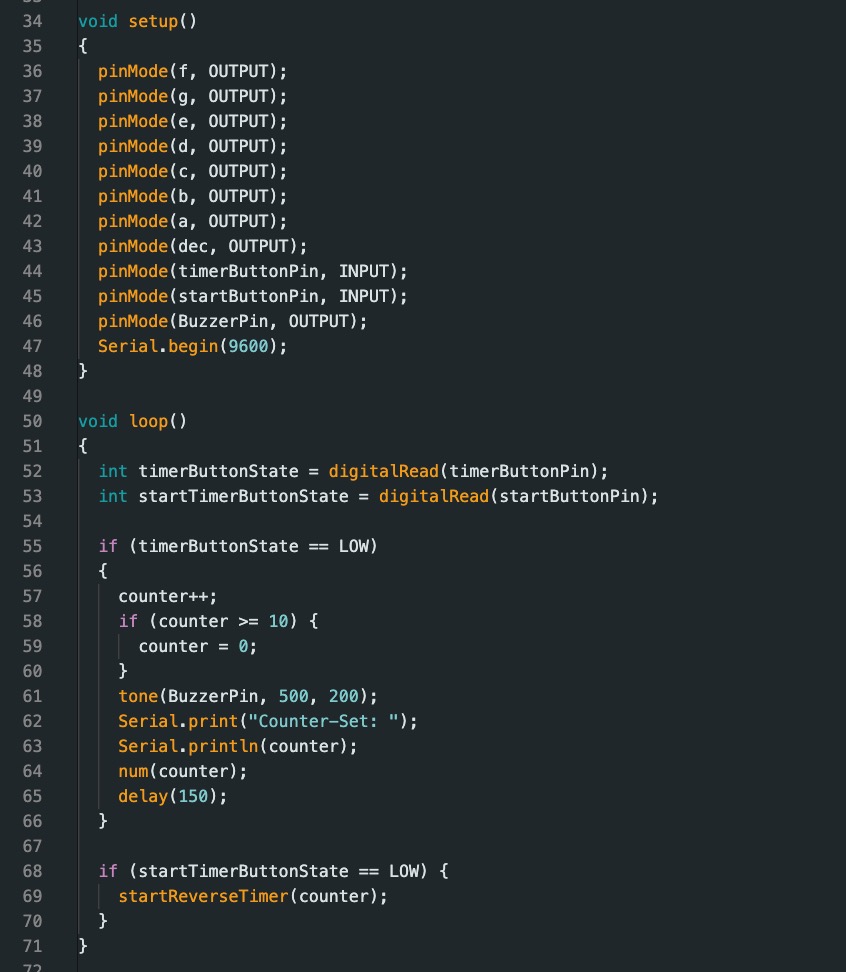 34 void setup()
35 {
36   pinMode(f, OUTPUT);
37   pinMode(g, OUTPUT);
38   pinMode(e, OUTPUT);
39   pinMode(d, OUTPUT);
40   pinMode(c, OUTPUT);
41   pinMode(b, OUTPUT);
42   pinMode(a, OUTPUT);
43   pinMode(dec, OUTPUT);
44   pinMode(timerButtonPin, INPUT);
45   pinMode(startButtonPin, INPUT);
46   pinMode(BuzzerPin, OUTPUT);
47   Serial.begin(9600);
48 }
49
50 void loop()
51 {
52   int timerButtonState = digitalRead(timerButtonPin);
53   int startTimerButtonState = digitalRead(startButtonPin);
54
55   if (timerButtonState == LOW)
56   {
57     counter++;
58     if (counter >= 10) {
59       counter = 0;
60     }
61     tone(BuzzerPin, 500, 200);
62     Serial.print("Counter-Set: ");
63     Serial.println(counter);
64     num(counter);
65     delay(150);
66   }
67
68   if (startTimerButtonState == LOW) {
69     startReverseTimer(counter);
70   }
71 }
72